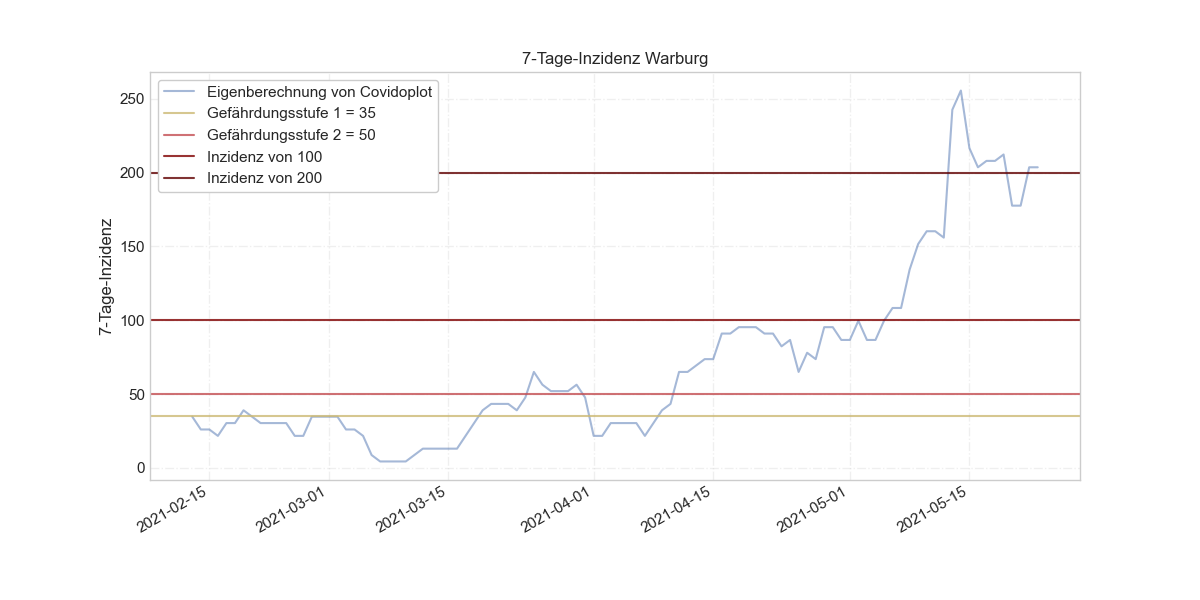 7-Tage-Inzidenz Warburg
Eigenberechnung von Covidoplot
Gefährdungsstufe 1 = 35
Gefährdungsstufe 2 = 50
Inzidenz von 100
Inzidenz von 200
7-Tage-Inzidenz
250
200
150
100
50
0
2021-02-15
2021-03-01
2021-03-15
2021-04-01
2021-04-15
2021-05-01
2021-05-15